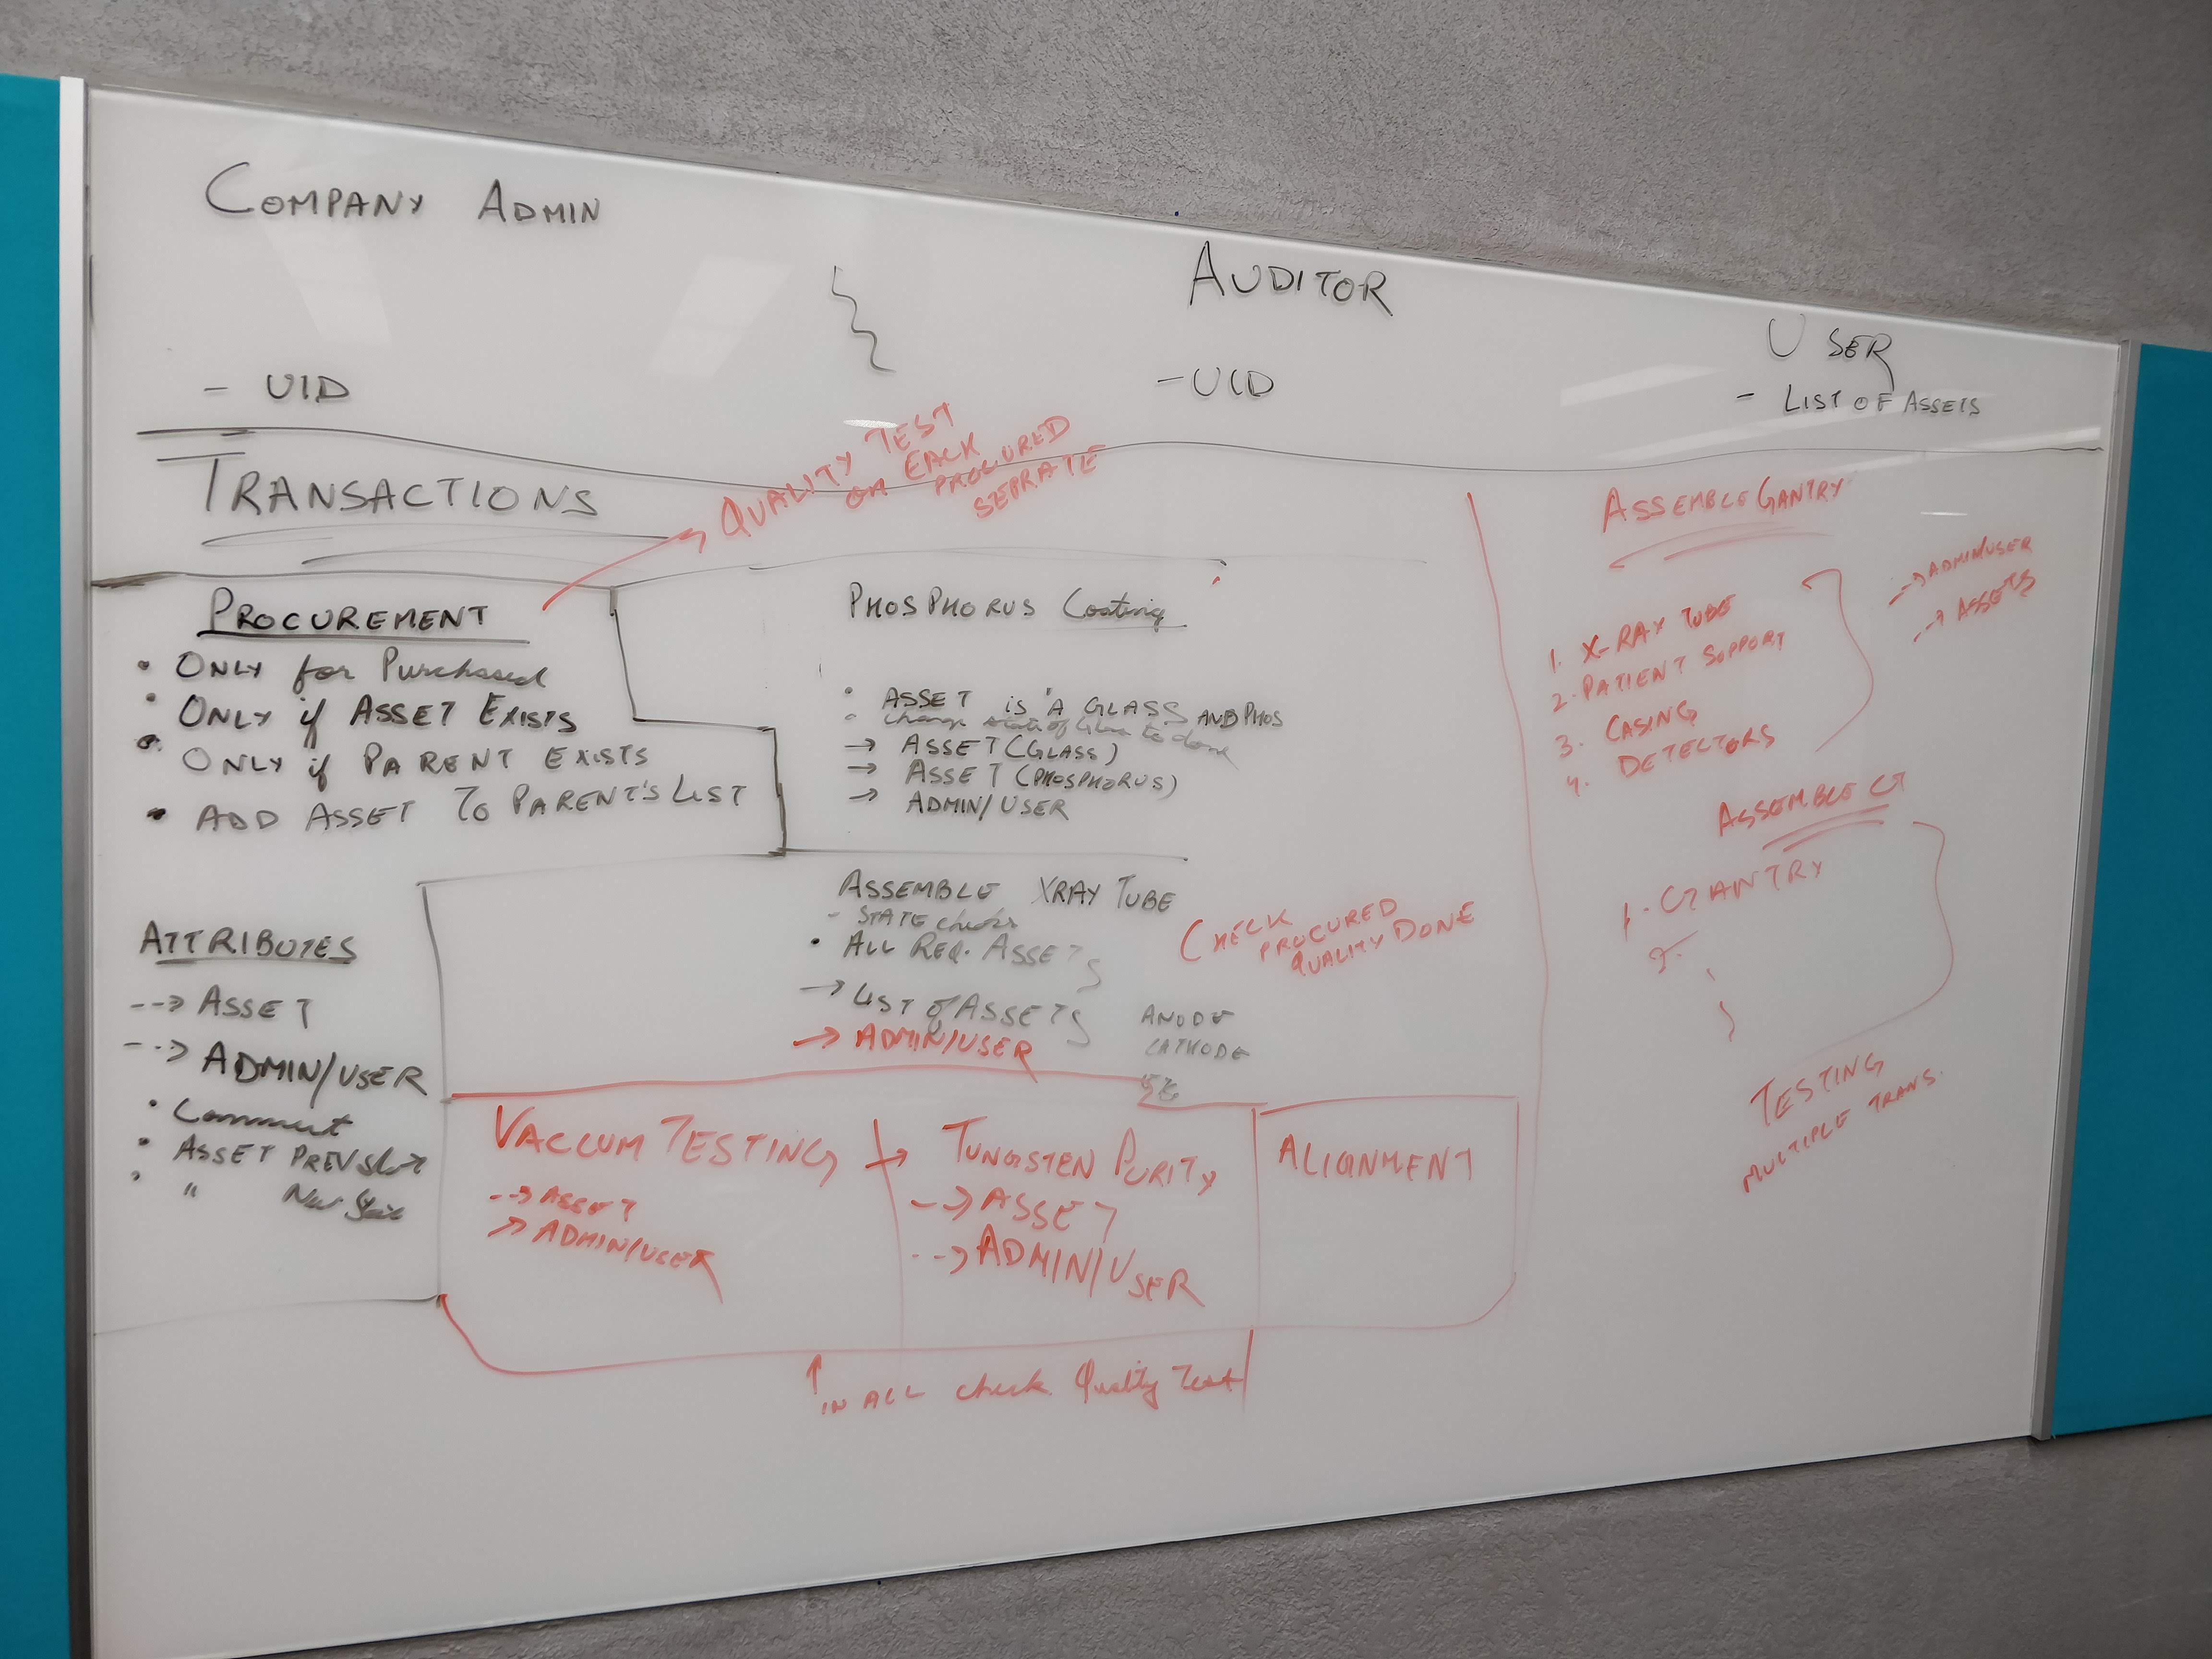 COMPANY ADMIN
- UID
AUDITOR
- UID
USER
- LIST OF ASSETS
TRANSACTIONS
QUALITY TEST
ON EACH
PROCURED
SEPRATE
PROCUREMENT
• ONLY for Purchased
• ONLY if ASSET EXISTS
• ONLY if PARENT EXISTS
• ADD ASSET TO PARENT'S LIST
ATTRIBUTES
--> ASSET
--> ADMIN/USER
• Comment
• ASSET PREV
• " New
PHOSPHORUS Coating
• ASSET IS A GLASS AND PHOS
• Change state of Glass to done
→ ASSET (GLASS)
→ ASSET (PHOSPHORUS)
→ ADMIN/USER
ASSEMBLE XRAY TUBE
- STATE checks
• ALL REQ. ASSETS
→ LIST of ASSETS
→ ADMIN/USER
ANODE
CATHODE
CHECK
PROCURED
QUALITY DONE
VACCUM TESTING
--> ASSET
→ ADMIN/USER
→ TUNGSTEN PURITY
--> ASSET
--> ADMIN/USER
ALIGNMENT
↑
IN ALL check Quality Test
ASSEMBLE GANTRY
1. X-RAY TUBE
2. PATIENT SUPPORT
3. CASING
4. DETECTORS
--> ADMIN/USER
--> ASSETS
ASSEMBLE CT
1. GANTRY
2.
TESTING
MULTIPLE TRANS.